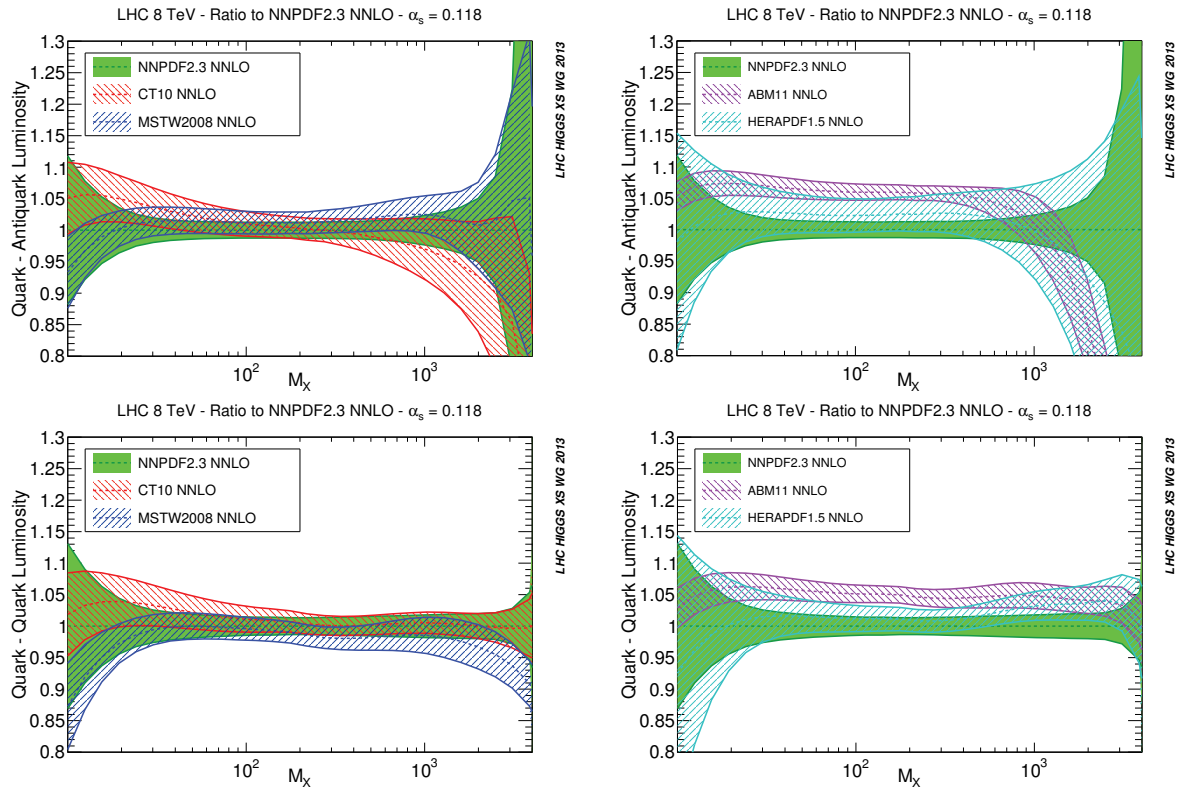 LHC 8 TeV - Ratio to NNPDF2.3 NNLO - αs = 0.118
Quark - Antiquark Luminosity
1.3
1.25
1.2
1.15
1.1
1.05
1
0.95
0.9
0.85
0.8
NNPDF2.3 NNLO
CT10 NNLO
MSTW2008 NNLO
LHC HIGGS XS WG 2013
10²
10³
M_X
LHC 8 TeV - Ratio to NNPDF2.3 NNLO - αs = 0.118
Quark - Antiquark Luminosity
1.3
1.25
1.2
1.15
1.1
1.05
1
0.95
0.9
0.85
0.8
NNPDF2.3 NNLO
ABM11 NNLO
HERAPDF1.5 NNLO
LHC HIGGS XS WG 2013
10²
10³
M_X
LHC 8 TeV - Ratio to NNPDF2.3 NNLO - αs = 0.118
Quark - Quark Luminosity
1.3
1.25
1.2
1.15
1.1
1.05
1
0.95
0.9
0.85
0.8
NNPDF2.3 NNLO
CT10 NNLO
MSTW2008 NNLO
LHC HIGGS XS WG 2013
10²
10³
M_X
LHC 8 TeV - Ratio to NNPDF2.3 NNLO - αs = 0.118
Quark - Quark Luminosity
1.3
1.25
1.2
1.15
1.1
1.05
1
0.95
0.9
0.85
0.8
NNPDF2.3 NNLO
ABM11 NNLO
HERAPDF1.5 NNLO
LHC HIGGS XS WG 2013
10²
10³
M_X